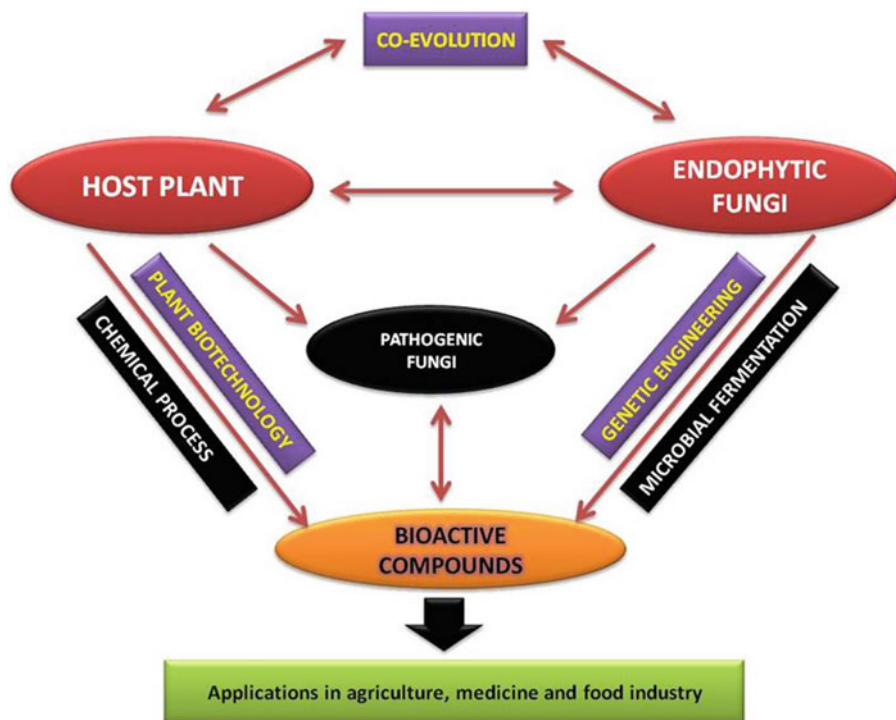 CO-EVOLUTION
HOST PLANT
ENDOPHYTIC
FUNGI
PLANT BIOTECHNOLOGY
CHEMICAL PROCESS
PATHOGENIC
FUNGI
GENETIC ENGINEERING
MICROBIAL FERMENTATION
BIOACTIVE
COMPOUNDS
Applications in agriculture, medicine and food industry